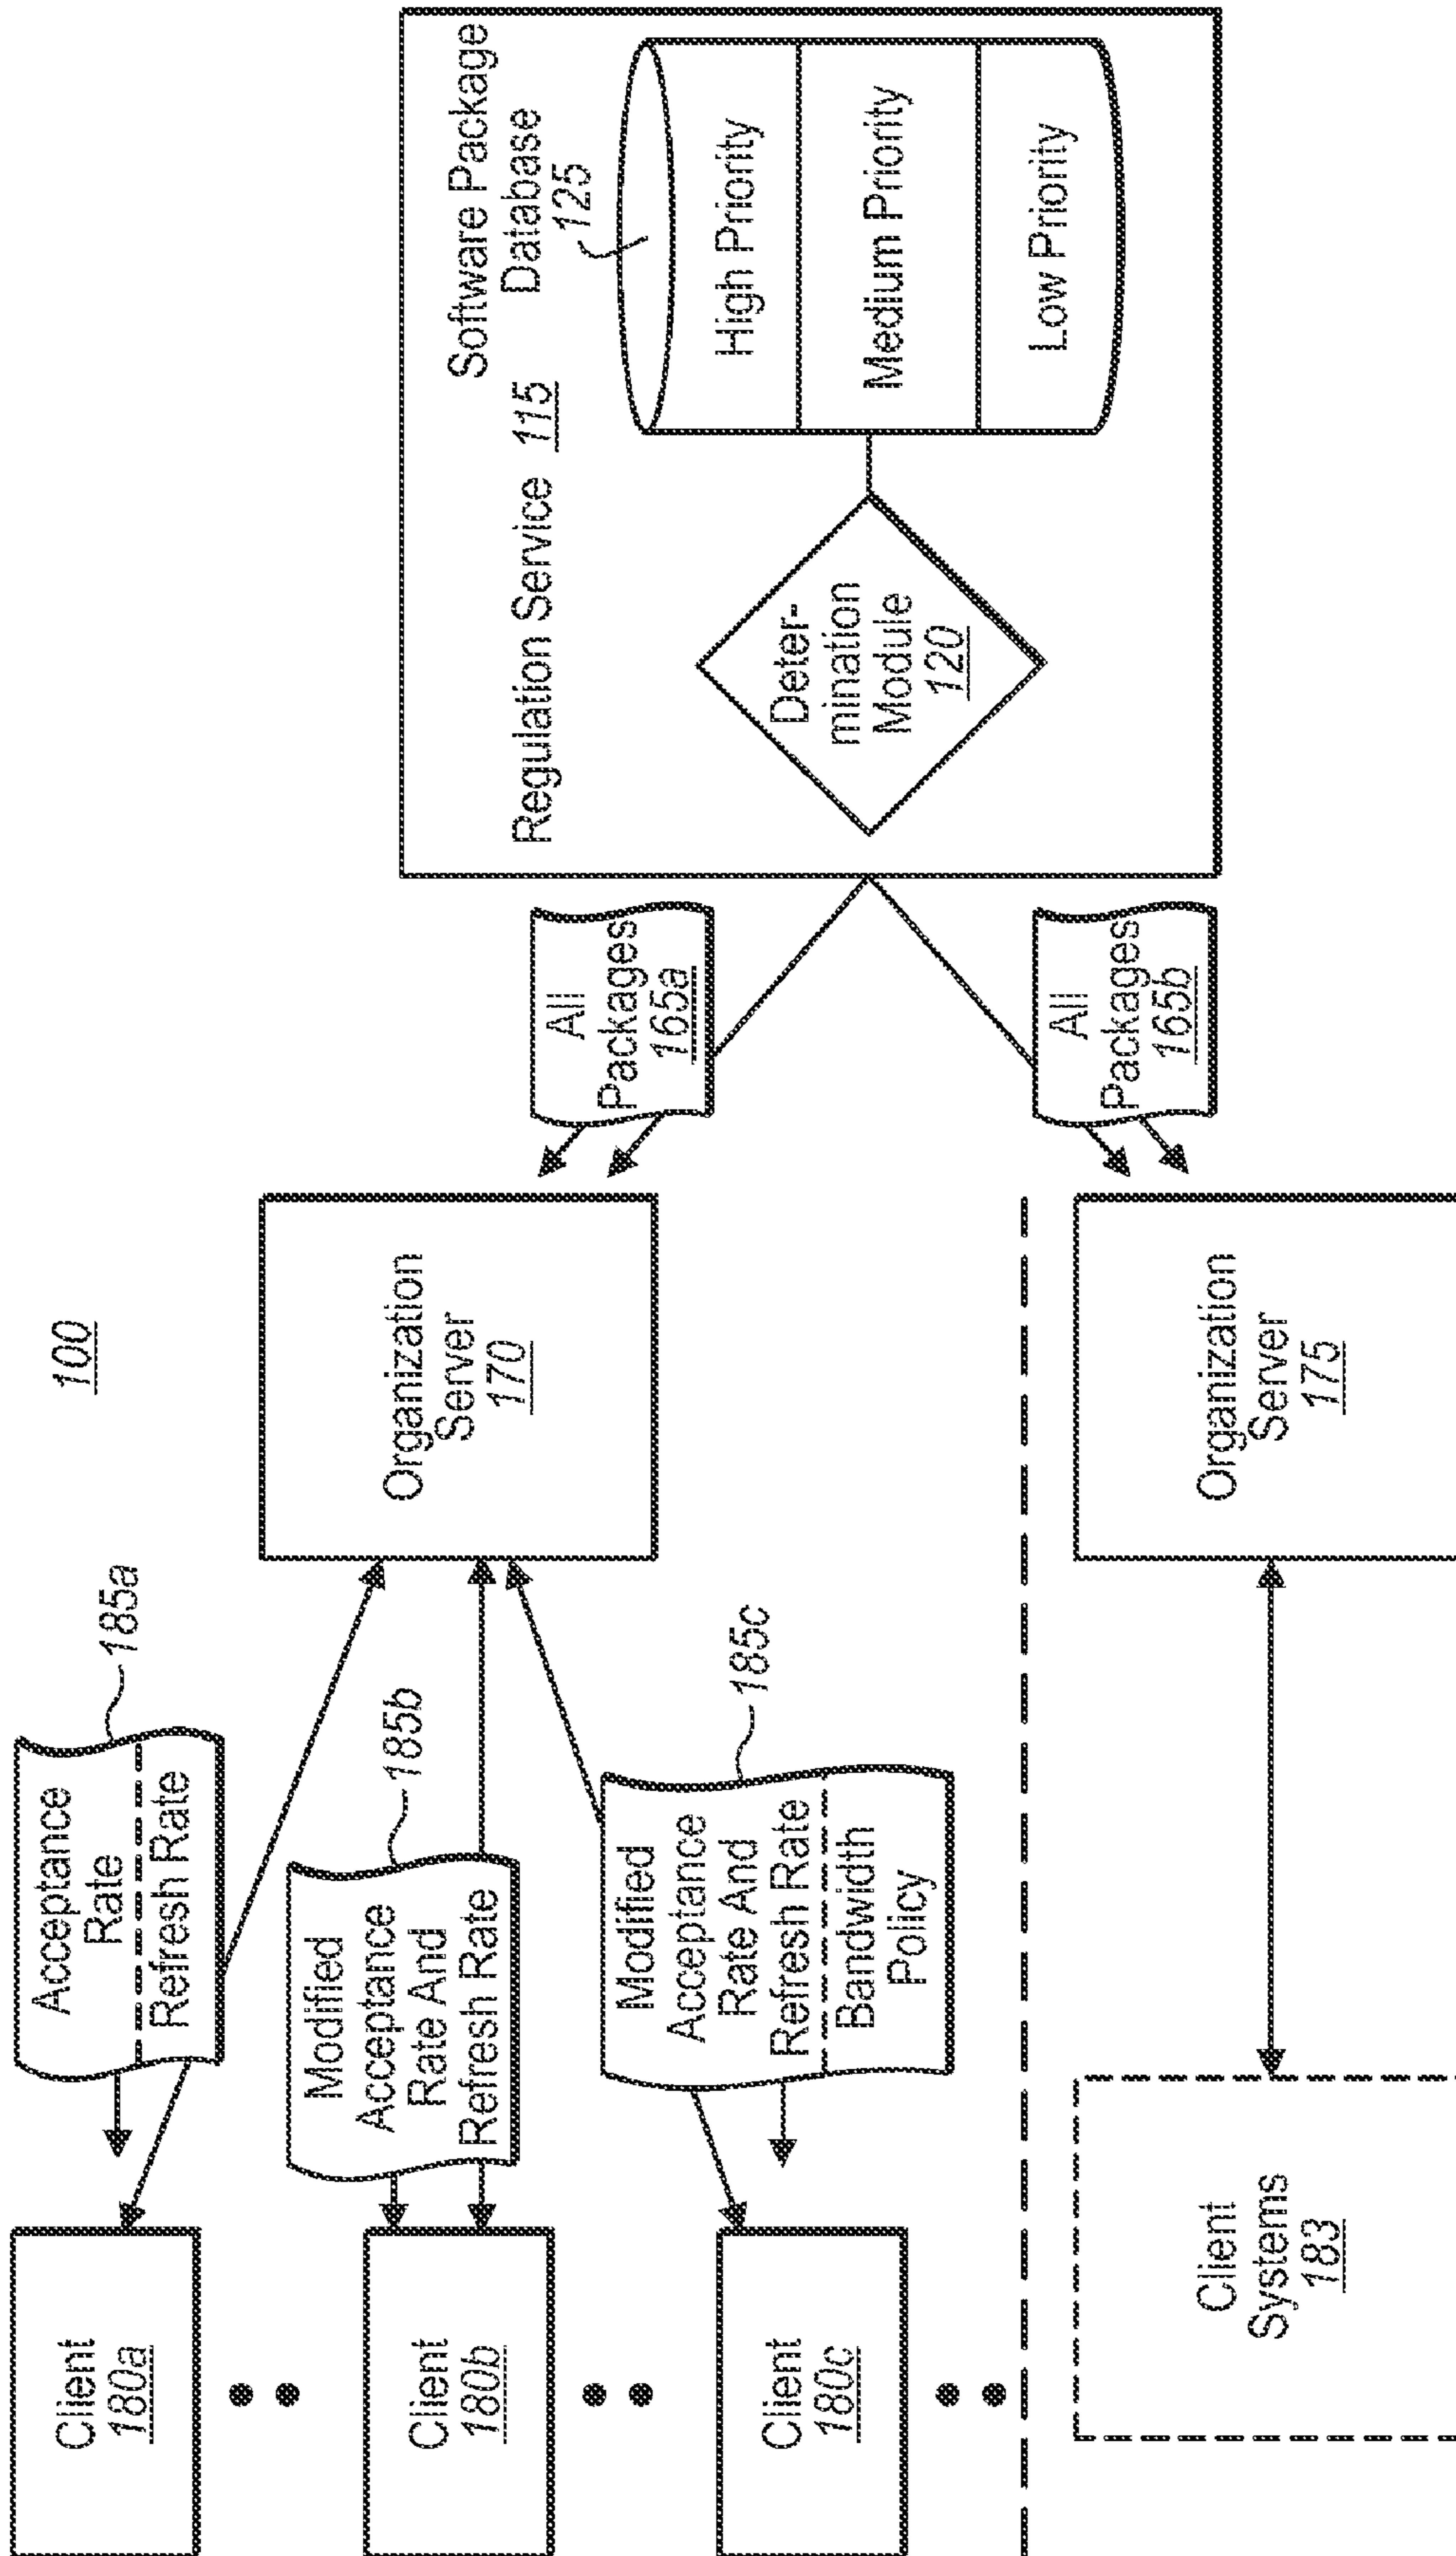 100
Client
180a
Acceptance
Rate
Refresh Rate
185a
Client
180b
Modified
Acceptance
Rate And
Refresh Rate
185b
Client
180c
Modified
Acceptance
Rate And
Refresh Rate
Bandwidth
Policy
185c
Organization
Server
170
All
Packages
165a
Regulation Service 115
Deter-
mination
Module
120
Software Package
Database
125
High Priority
Medium Priority
Low Priority
Client
Systems
183
Organization
Server
175
All
Packages
165b